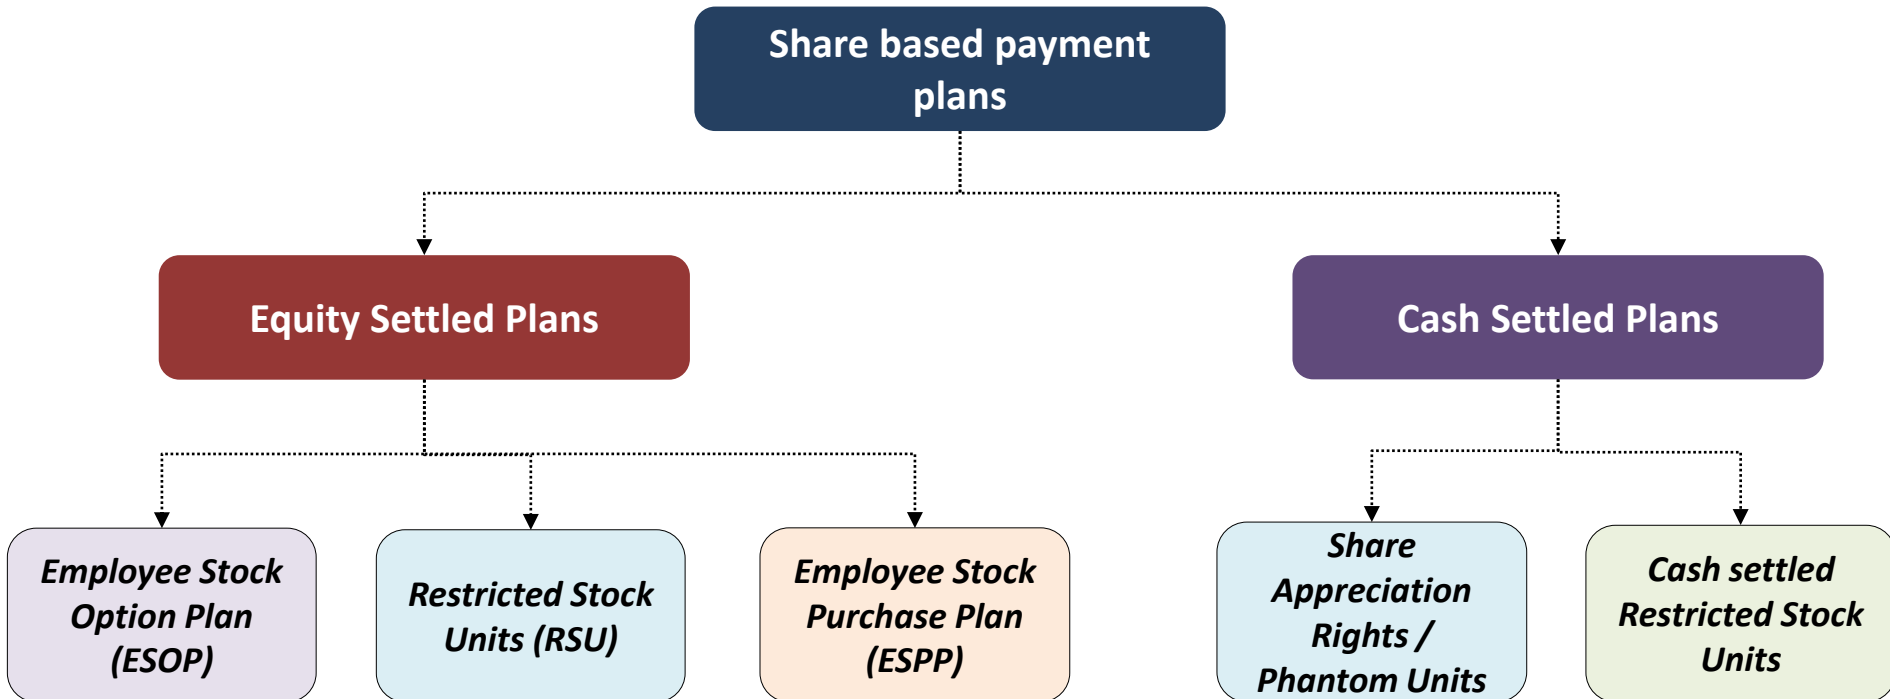 Share based payment
plans
Equity Settled Plans
Cash Settled Plans
Employee Stock
Option Plan
(ESOP)
Restricted Stock
Units (RSU)
Employee Stock
Purchase Plan
(ESPP)
Share
Appreciation
Rights /
Phantom Units
Cash settled
Restricted Stock
Units